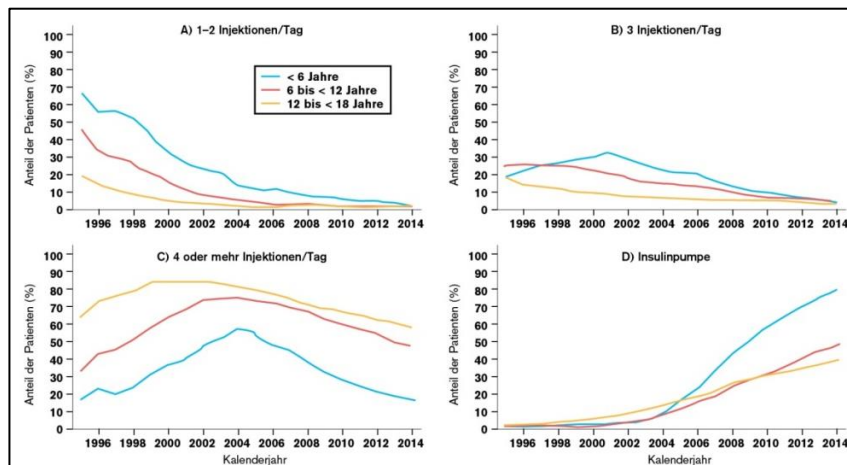 A) 1–2 Injektionen/Tag
Anteil der Patienten (%)
100
90
80
70
60
50
40
30
20
10
0
< 6 Jahre
6 bis < 12 Jahre
12 bis < 18 Jahre
1996 1998 2000 2002 2004 2006 2008 2010 2012 2014
B) 3 Injektionen/Tag
Anteil der Patienten (%)
100
90
80
70
60
50
40
30
20
10
0
1996 1998 2000 2002 2004 2006 2008 2010 2012 2014
C) 4 oder mehr Injektionen/Tag
Anteil der Patienten (%)
100
90
80
70
60
50
40
30
20
10
0
1996 1998 2000 2002 2004 2006 2008 2010 2012 2014
Kalenderjahr
D) Insulinpumpe
Anteil der Patienten (%)
100
90
80
70
60
50
40
30
20
10
0
1996 1998 2000 2002 2004 2006 2008 2010 2012 2014
Kalenderjahr